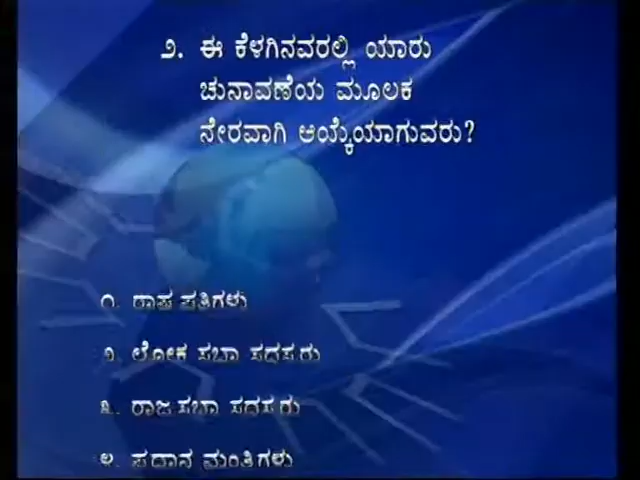 ೨. ಈ ಕೆಳಗಿನವರಲ್ಲಿ ಯಾರು
ಚುನಾವಣೆಯ ಮೂಲಕ
ನೇರವಾಗಿ ಆಯ್ಕೆಯಾಗುವರು?
೧. ರಾಷ್ಟ್ರಪತಿಗಳು
೨. ಲೋಕ ಸಭಾ ಸದಸ್ಯರು
೩. ರಾಜ್ಯಸಭಾ ಸದಸ್ಯರು
೪. ಪ್ರಧಾನ ಮಂತ್ರಿಗಳು